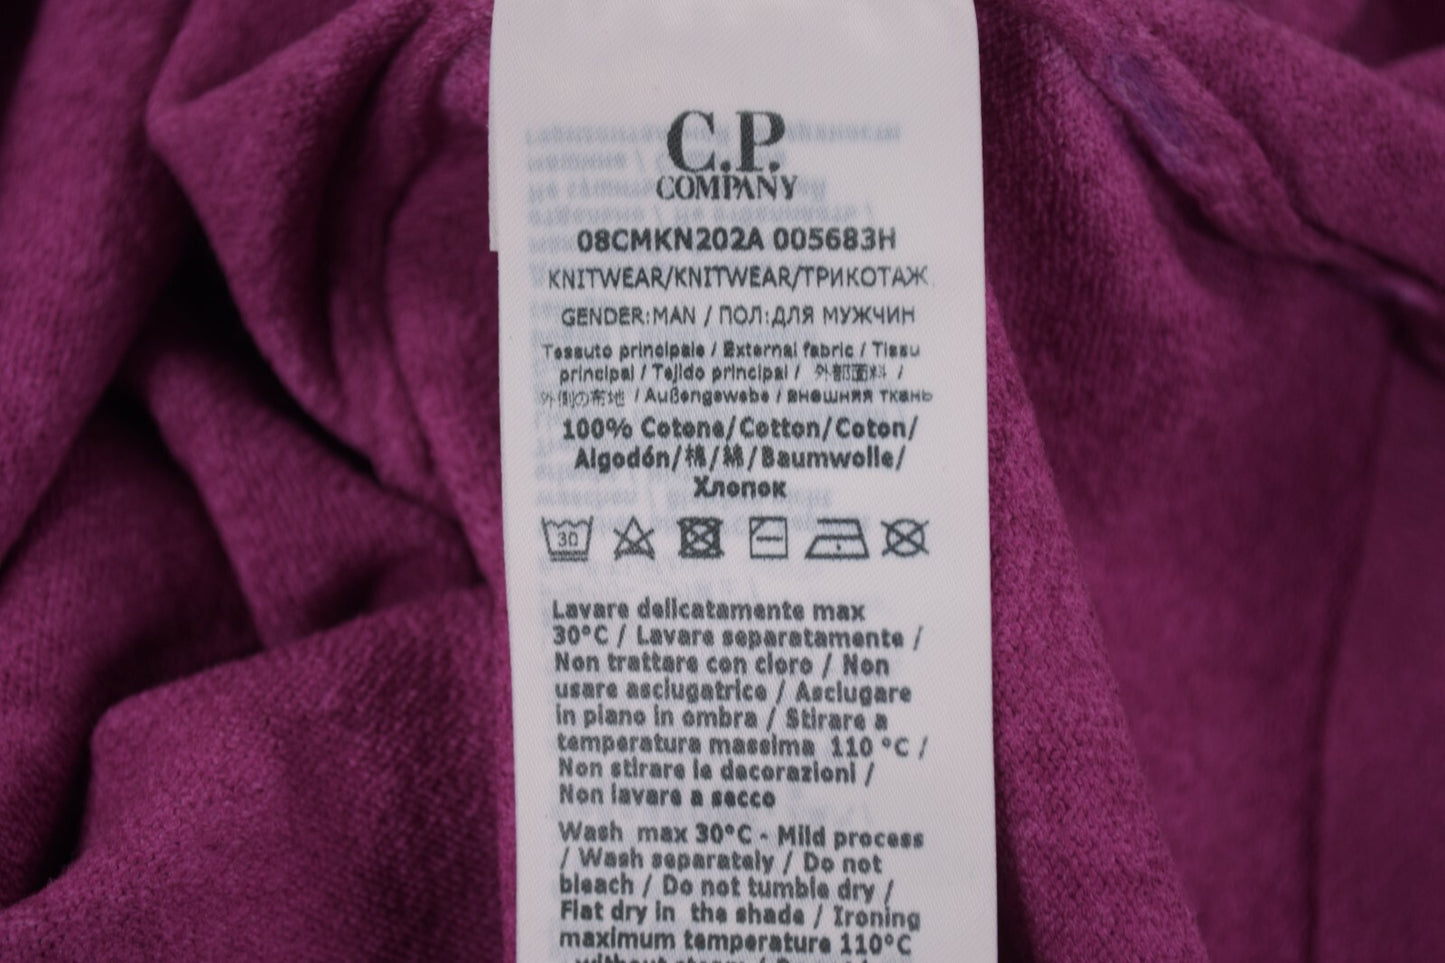 C.P.
COMPANY
08CMKN202A 005683H
KNITWEAR/KNITWEAR/ТРИКОТАЖ
GENDER:MAN / ПОЛ:ДЛЯ МУЖЧИН
Tessuto principale / External fabric / Tissu
principal / Tejido principal / 外部面料 /
外側の布地 / Außengewebe / внешняя ткань
100% Cotone/Cotton/Coton/
Algodón/棉/綿/Baumwolle/
Хлопок
30
Lavare delicatamente max
30°C / Lavare separatamente /
Non trattare con cloro / Non
usare asciugatrice / Asciugare
in piano in ombra / Stirare a
temperatura massima 110 °C /
Non stirare le decorazioni /
Non lavare a secco
Wash max 30°C - Mild process
/ Wash separately / Do not
bleach / Do not tumble dry /
Flat dry in the shade / Ironing
maximum temperature 110°C
without steam /